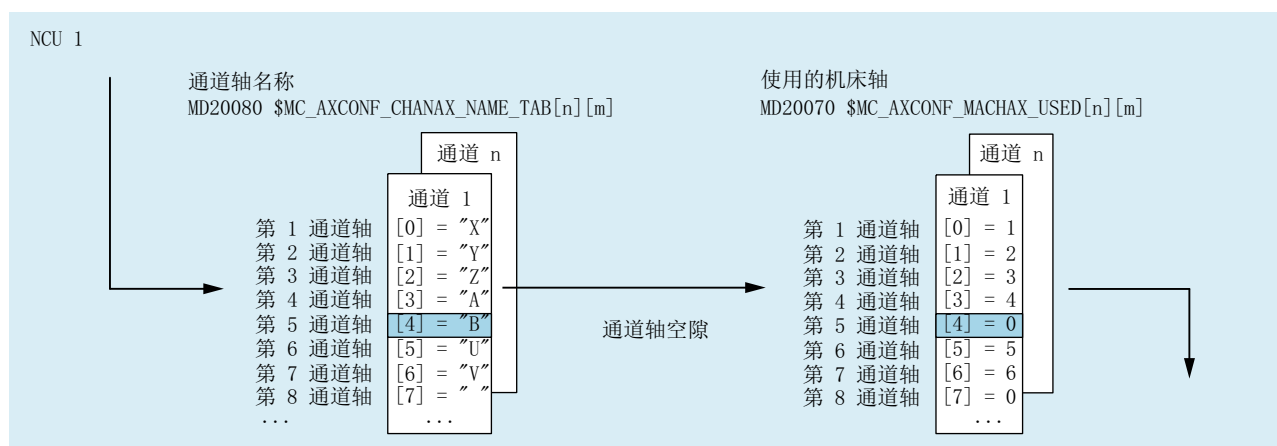 NCU 1
通道轴名称
MD20080 $MC_AXCONF_CHANAX_NAME_TAB[n][m]
通道 n
通道 1
第 1 通道轴 [0] = "X"
第 2 通道轴 [1] = "Y"
第 3 通道轴 [2] = "Z"
第 4 通道轴 [3] = "A"
第 5 通道轴 [4] = "B"
第 6 通道轴 [5] = "U"
第 7 通道轴 [6] = "V"
第 8 通道轴 [7] = " "
... ...
通道轴空隙
使用的机床轴
MD20070 $MC_AXCONF_MACHAX_USED[n][m]
通道 n
通道 1
第 1 通道轴 [0] = 1
第 2 通道轴 [1] = 2
第 3 通道轴 [2] = 3
第 4 通道轴 [3] = 4
第 5 通道轴 [4] = 0
第 6 通道轴 [5] = 5
第 7 通道轴 [6] = 6
第 8 通道轴 [7] = 0
...